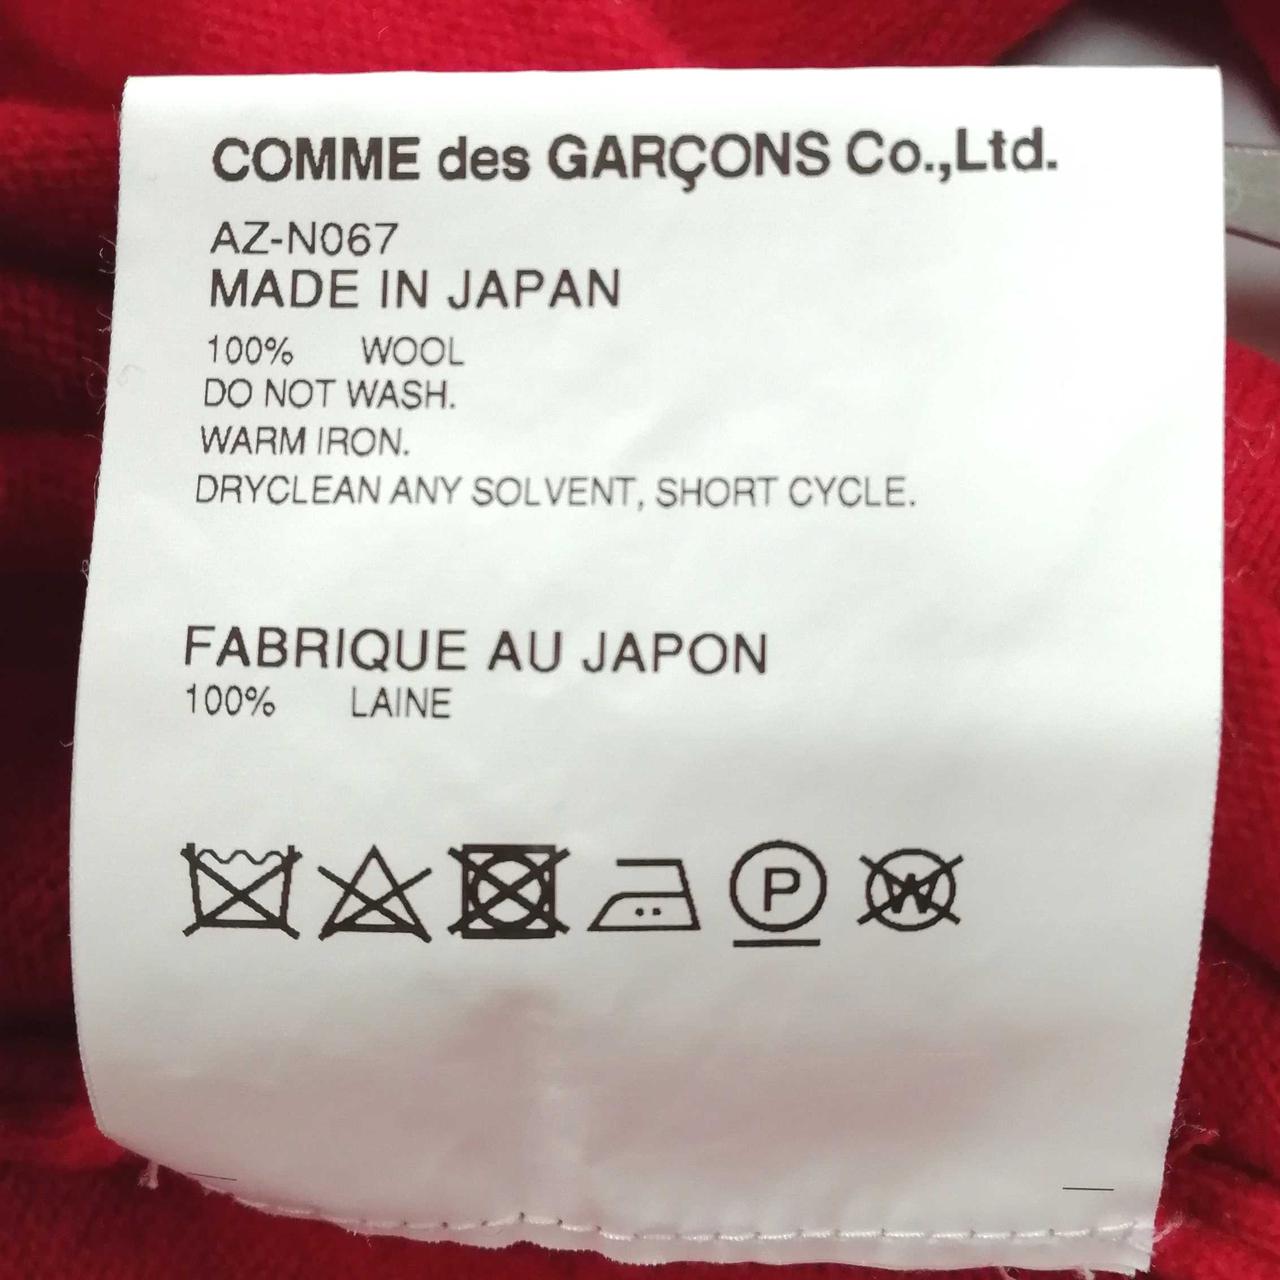 COMME des GARÇONS Co.,Ltd.
AZ-N067
MADE IN JAPAN
100% WOOL
DO NOT WASH.
WARM IRON.
DRYCLEAN ANY SOLVENT, SHORT CYCLE.
FABRIQUE AU JAPON
100% LAINE
P W